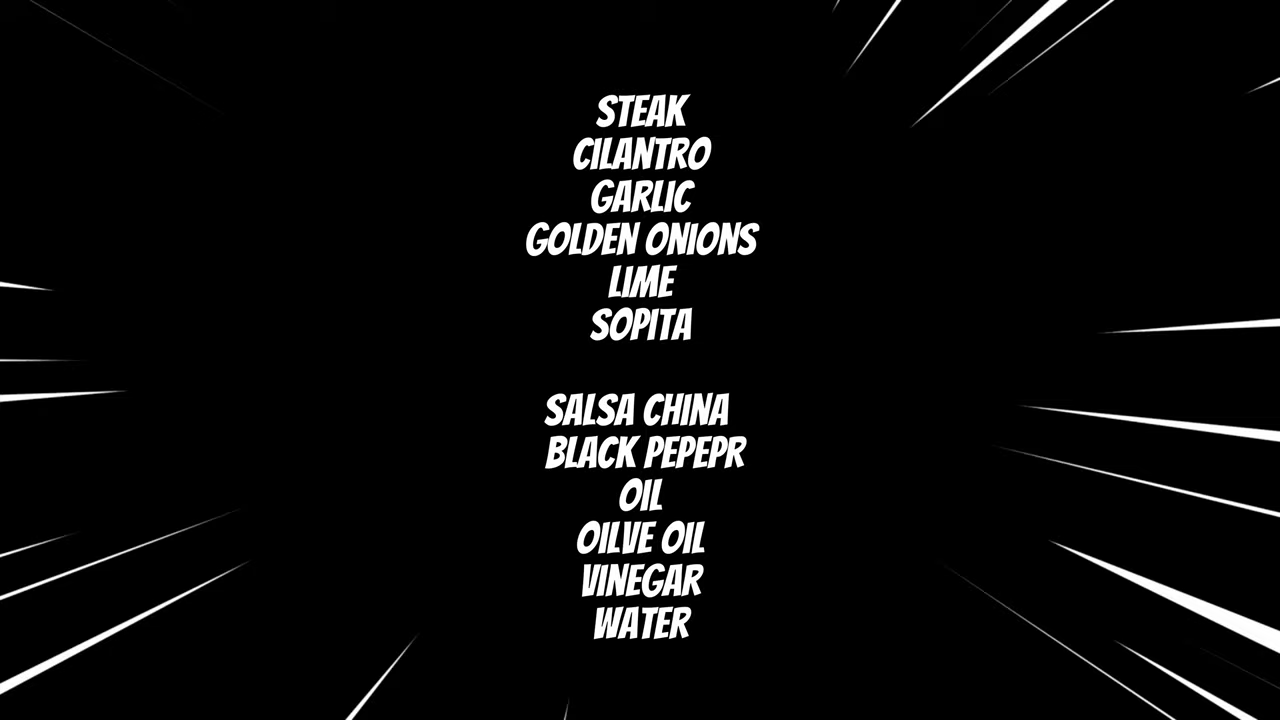 STEAK
CILANTRO
GARLIC
GOLDEN ONIONS
LIME
SOPITA
SALSA CHINA
BLACK PEPEPR
OIL
OILVE OIL
VINEGAR
WATER